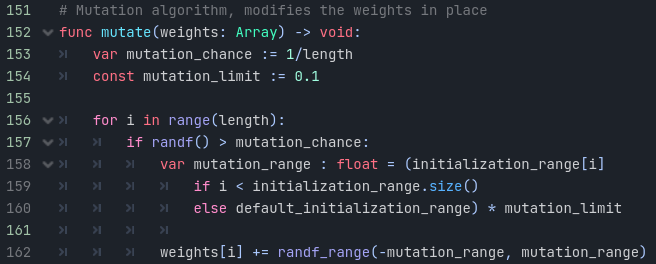 151 # Mutation algorithm, modifies the weights in place
152 func mutate(weights: Array) -> void:
153 var mutation_chance := 1/length
154 const mutation_limit := 0.1
155
156 for i in range(length):
157 if randf() > mutation_chance:
158 var mutation_range : float = (initialization_range[i]
159 if i < initialization_range.size()
160 else default_initialization_range) * mutation_limit
161
162 weights[i] += randf_range(-mutation_range, mutation_range)